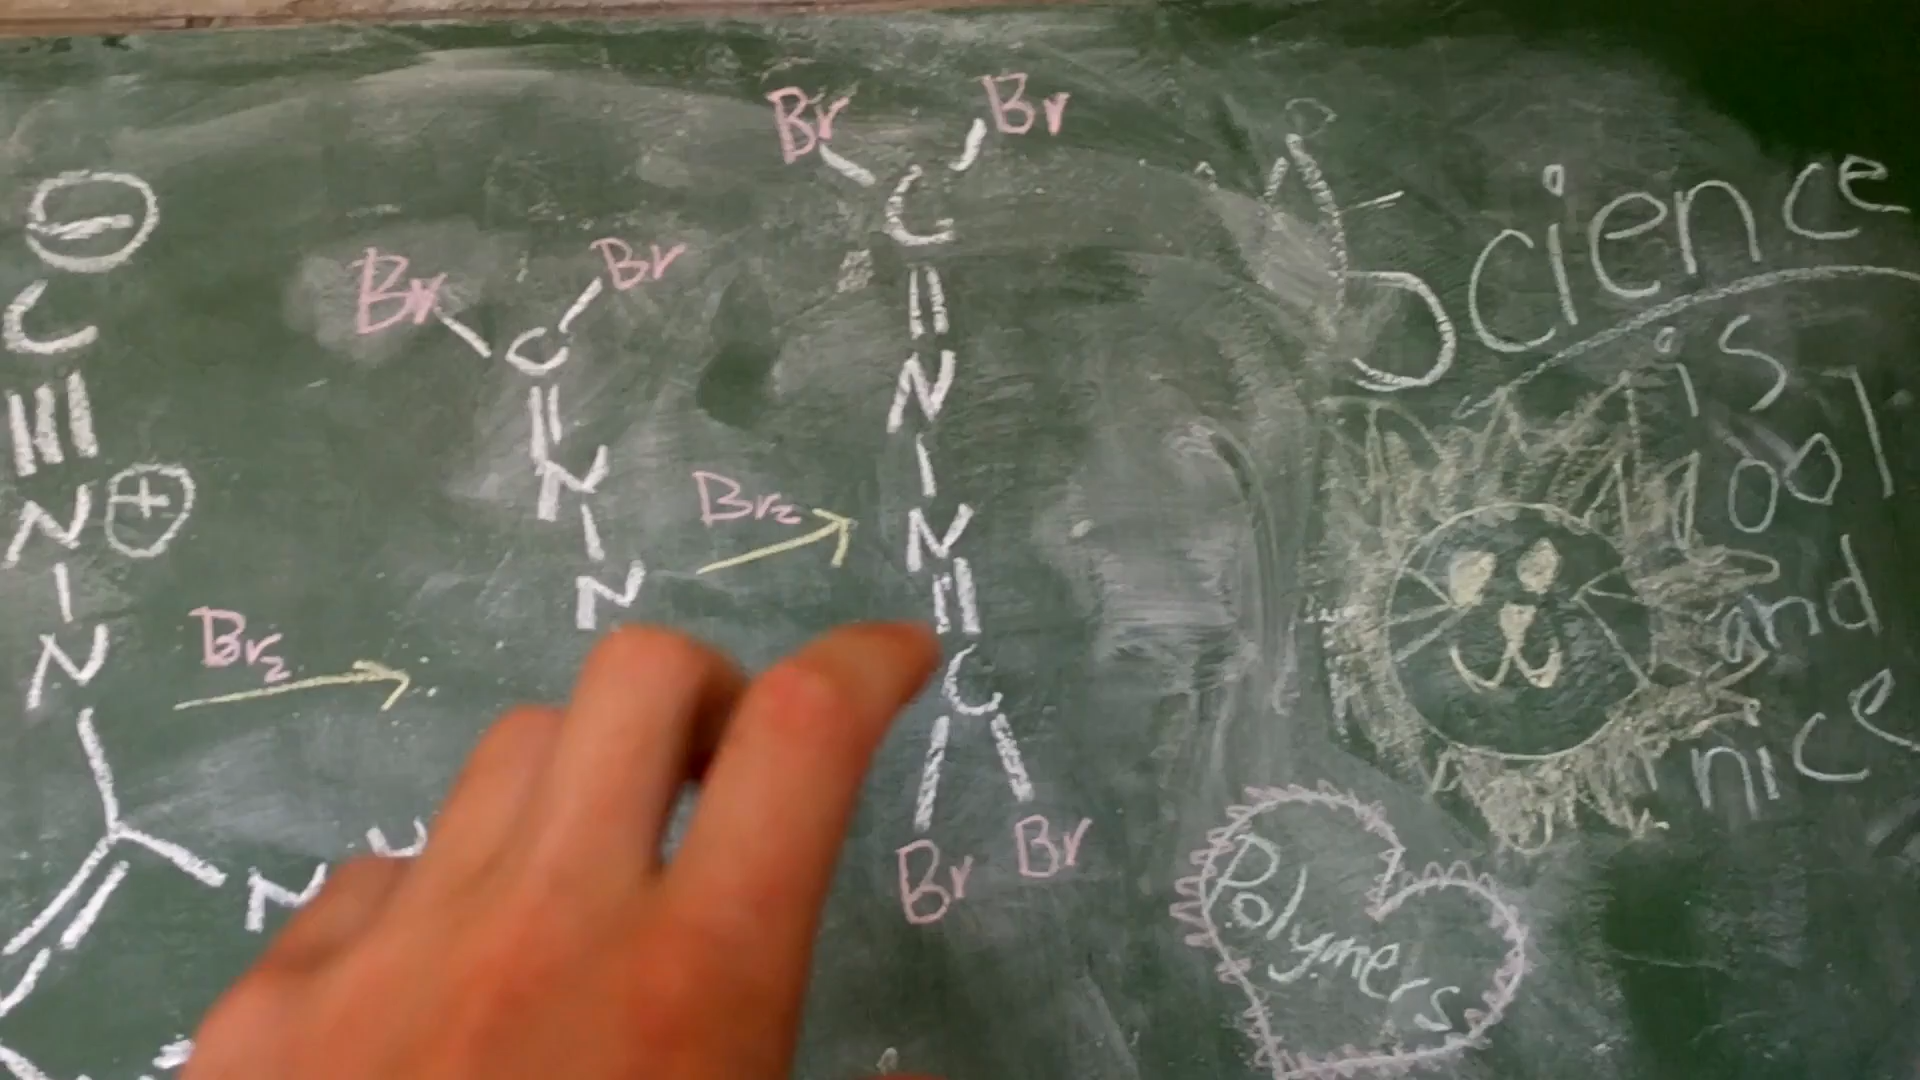 Br Br
C
N
N
C
Br Br
−
C
N +
N
Br₂
Br Br
C
N
N
Br₂
N
Science
is
cool
and
nice
Polymers